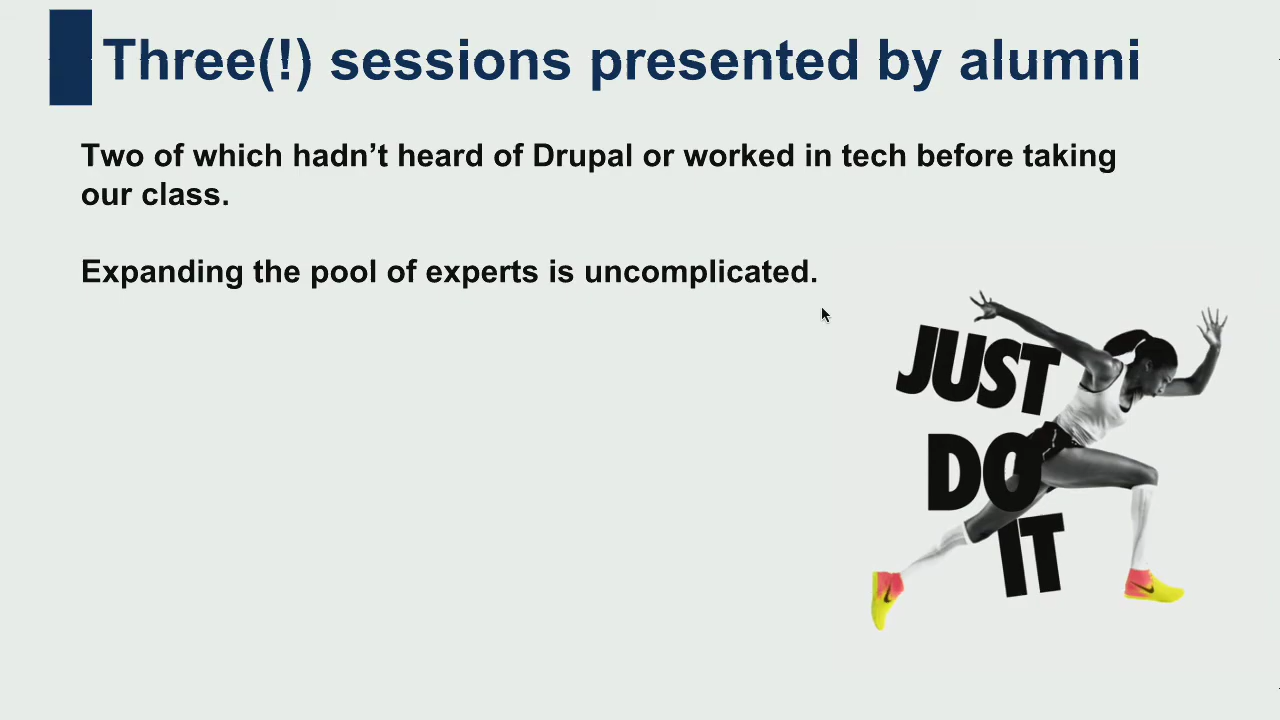 Three(!) sessions presented by alumni
Two of which hadn’t heard of Drupal or worked in tech before taking
our class.
Expanding the pool of experts is uncomplicated.
JUST
DO
IT